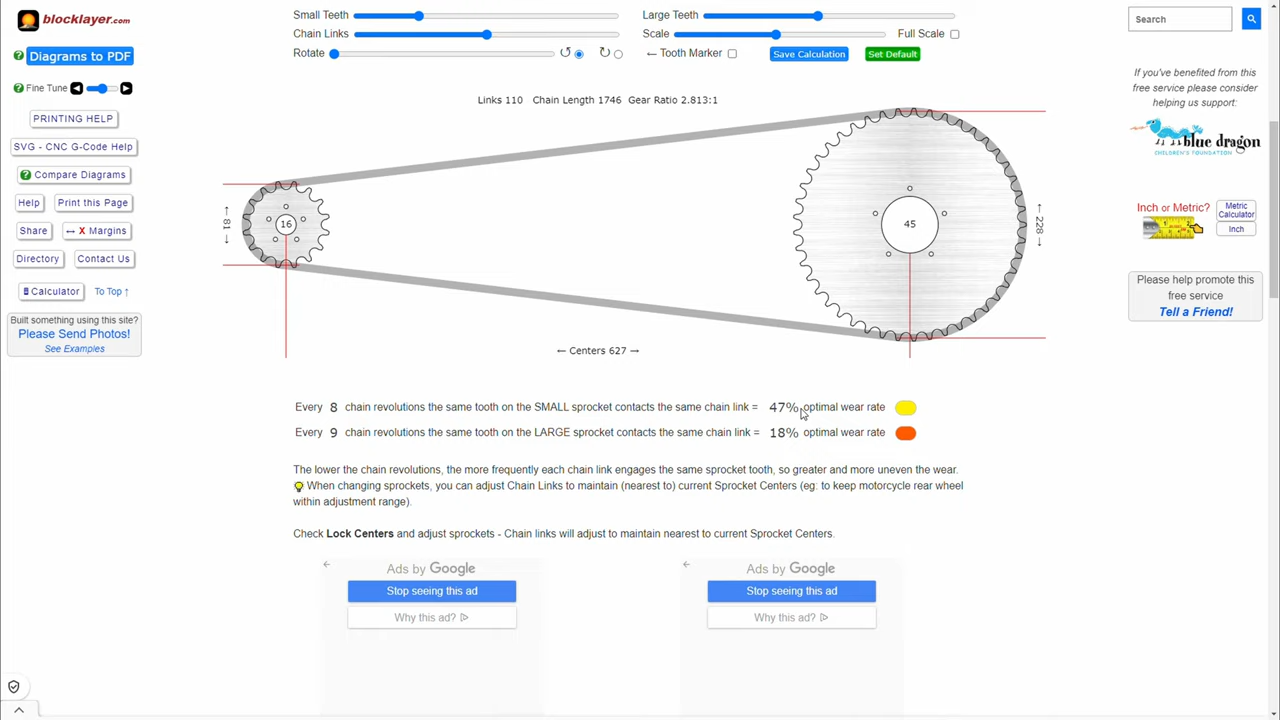 blocklayer.com
Small Teeth
Large Teeth
Search
Chain Links
Scale
Full Scale
Rotate
← Tooth Marker
Save Calculation
Set Default
? Diagrams to PDF
? Fine Tune
PRINTING HELP
SVG - CNC G-Code Help
? Compare Diagrams
Help
Print this Page
Share
↔ X Margins
Directory
Contact Us
Calculator
To Top ↑
Built something using this site?
Please Send Photos!
See Examples
Links 110 Chain Length 1746 Gear Ratio 2.813:1
← 81 →
16
45
← 228 →
← Centers 627 →
Every 8 chain revolutions the same tooth on the SMALL sprocket contacts the same chain link = 47% optimal wear rate
Every 9 chain revolutions the same tooth on the LARGE sprocket contacts the same chain link = 18% optimal wear rate
The lower the chain revolutions, the more frequently each chain link engages the same sprocket tooth, so greater and more uneven the wear.
When changing sprockets, you can adjust Chain Links to maintain (nearest to) current Sprocket Centers (eg: to keep motorcycle rear wheel
within adjustment range).
Check Lock Centers and adjust sprockets - Chain links will adjust to maintain nearest to current Sprocket Centers.
Ads by Google
Stop seeing this ad
Why this ad?
Ads by Google
Stop seeing this ad
Why this ad?
If you've benefited from this
free service please consider
helping us support:
blue dragon
CHILDREN'S FOUNDATION
Inch or Metric?
Metric
Calculator
Inch
Please help promote this
free service
Tell a Friend!